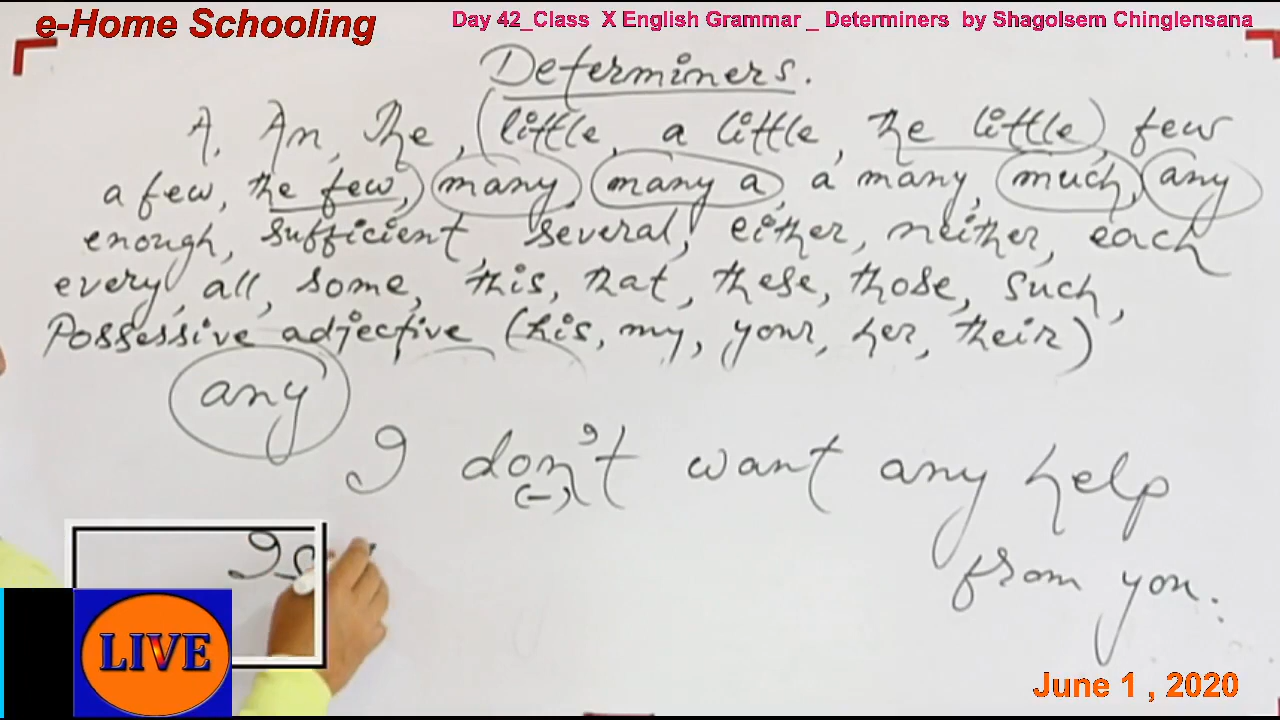 e-Home Schooling
Day 42_Class X English Grammar _ Determiners by Shagolsem Chinglensana
Determiners.
A, An, The, (little, a little, the little) few
a few, the few,) many, many a, a many, much, any
enough, sufficient, several, either, neither, each
every, all, some, this, that, these, those, such,
Possessive adjective (his, my, your, her, their)
any
I don't want any help
(-)
from you.
Is
LIVE
June 1 , 2020